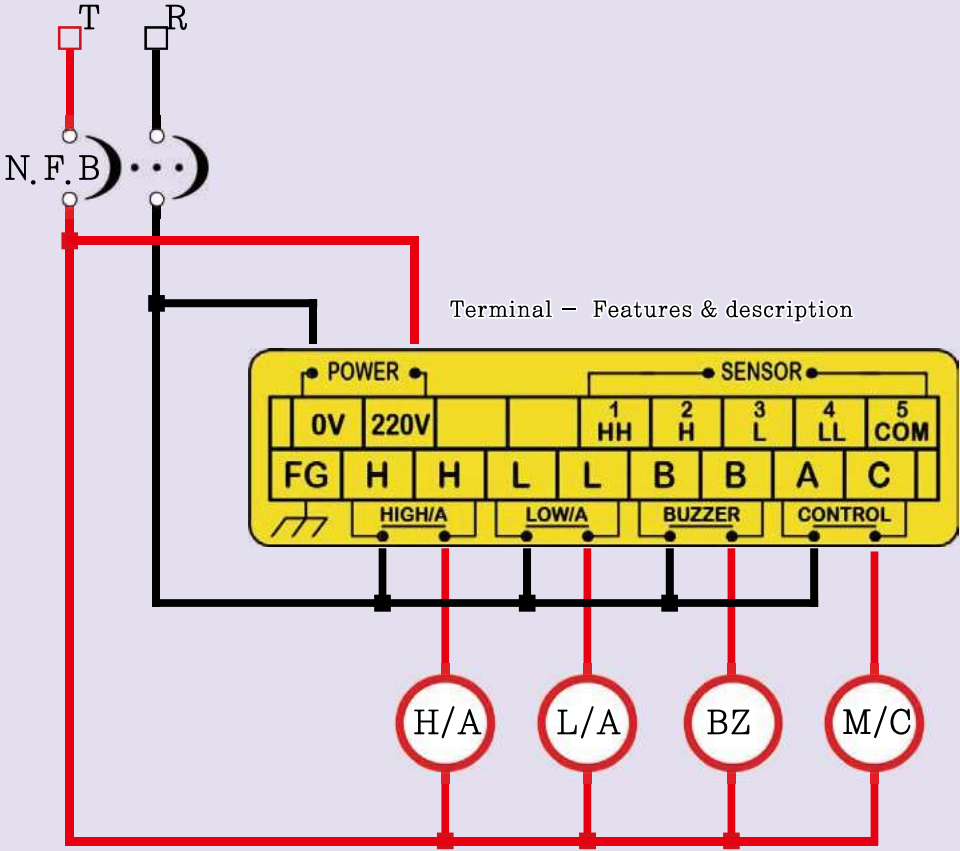 T R
N.F.B
Terminal - Features & description
POWER SENSOR
0V 220V 1 HH 2 H 3 L 4 LL 5 COM
FG H H L L B B A C
HIGH/A LOW/A BUZZER CONTROL
H/A L/A BZ M/C